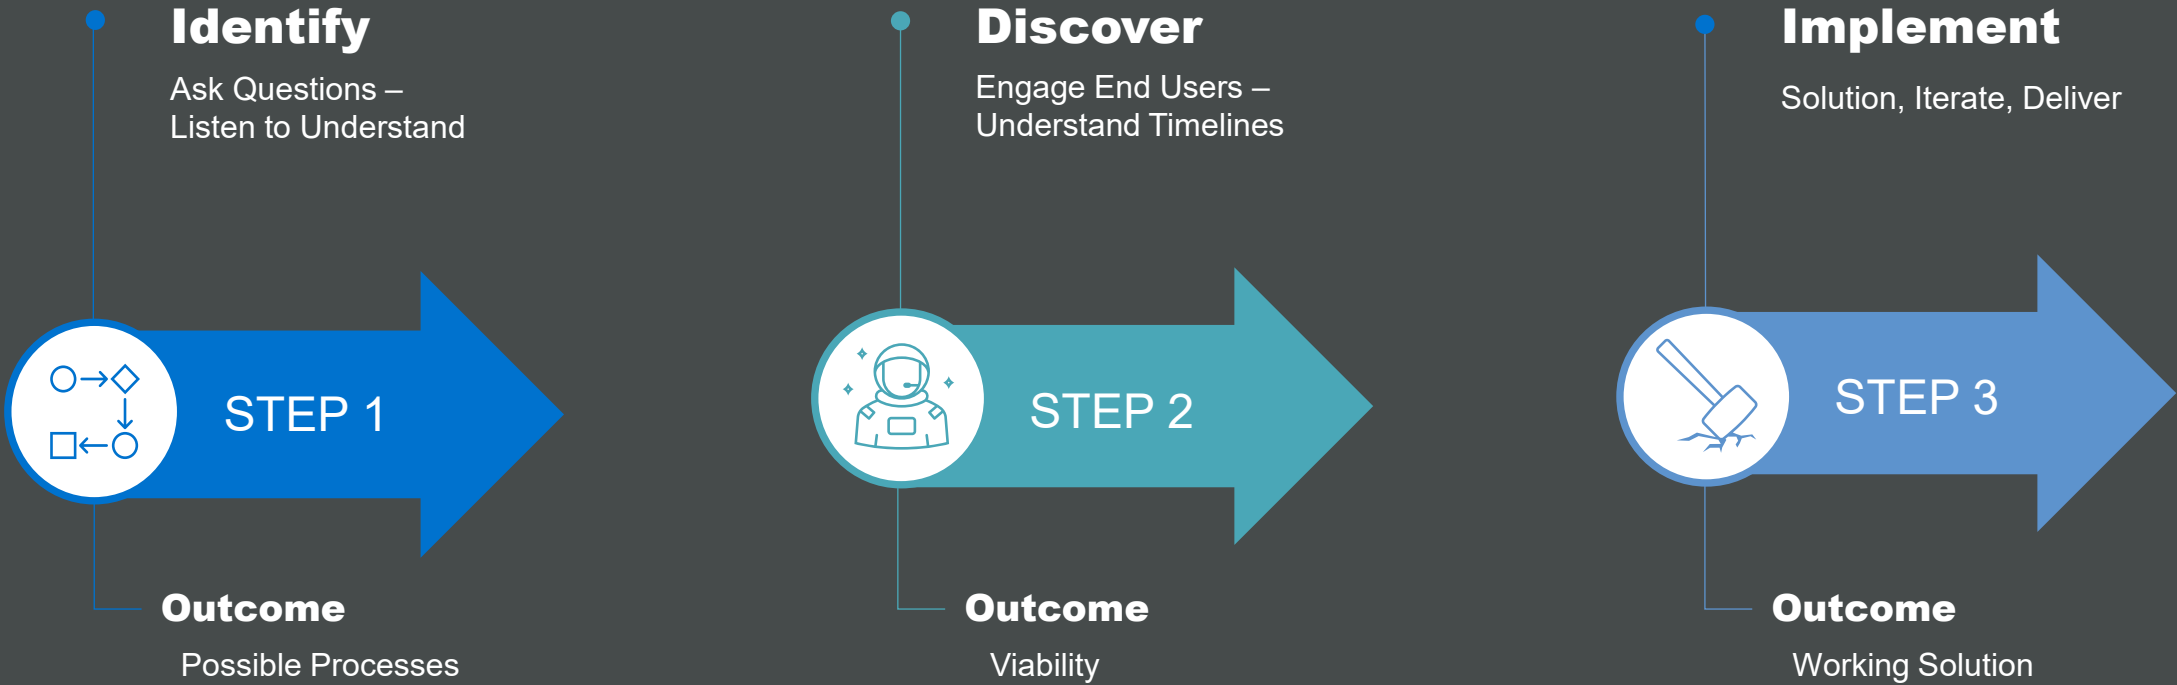 Identify
Ask Questions –
Listen to Understand
STEP 1
Outcome
Possible Processes
Discover
Engage End Users –
Understand Timelines
STEP 2
Outcome
Viability
Implement
Solution, Iterate, Deliver
STEP 3
Outcome
Working Solution